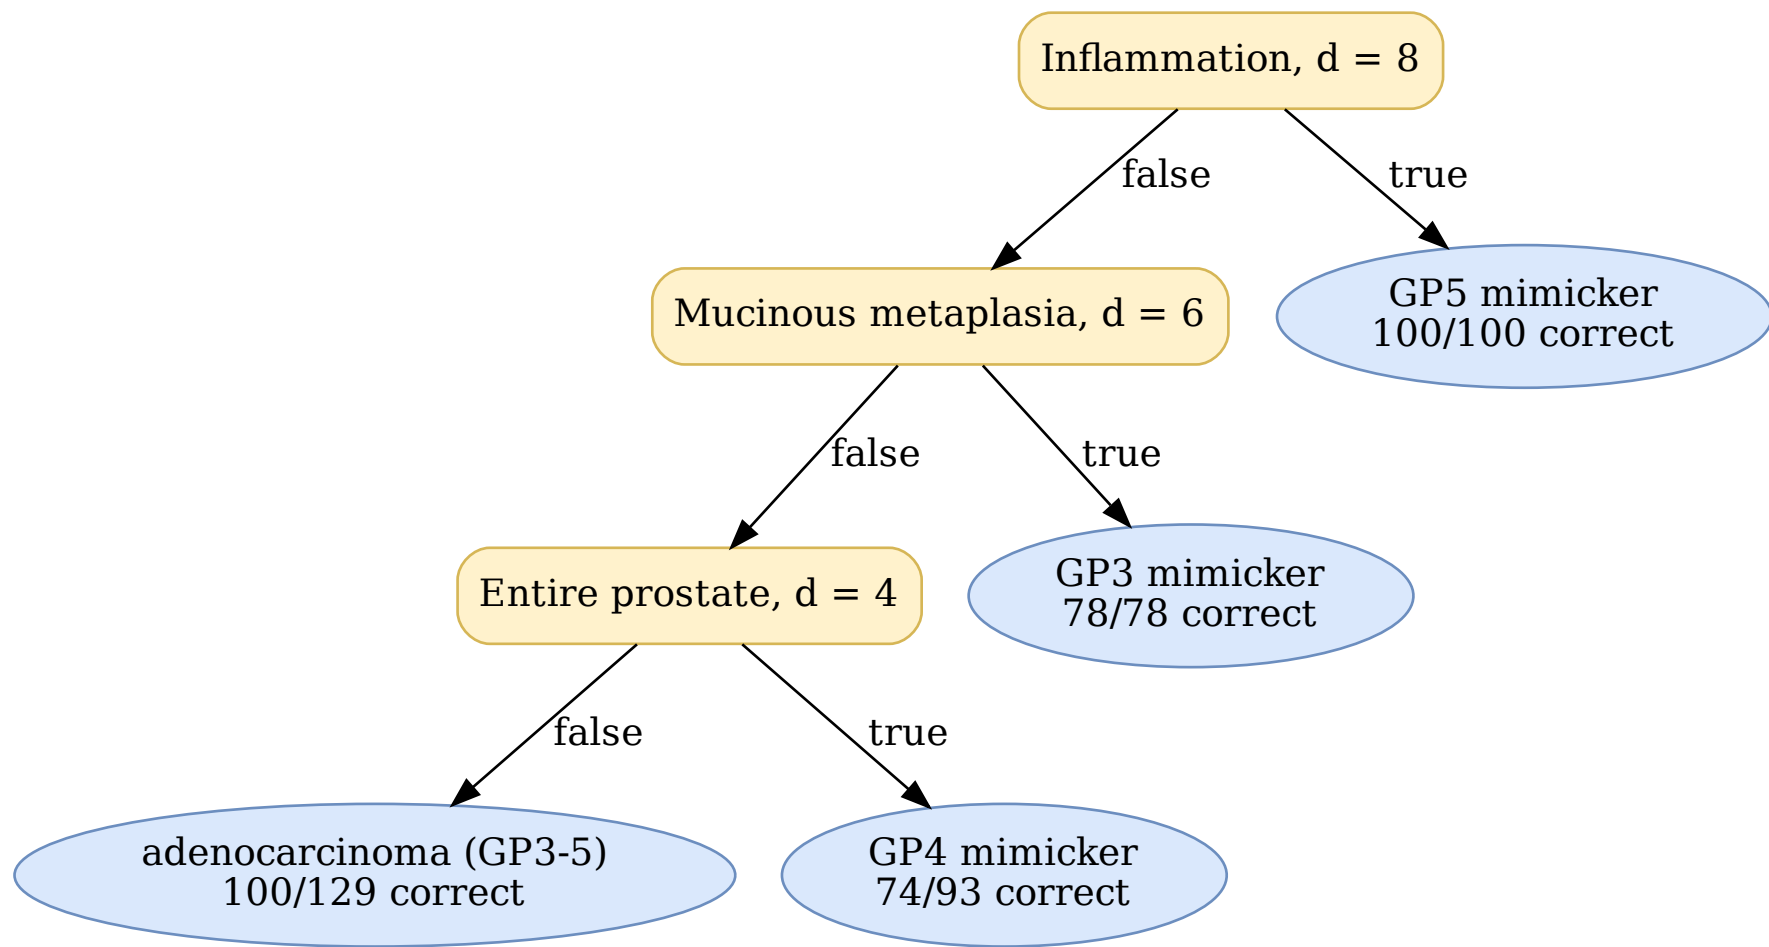 Inflammation, d = 8
false
true
Mucinous metaplasia, d = 6
GP5 mimicker
100/100 correct
false
true
Entire prostate, d = 4
GP3 mimicker
78/78 correct
false
true
adenocarcinoma (GP3-5)
100/129 correct
GP4 mimicker
74/93 correct